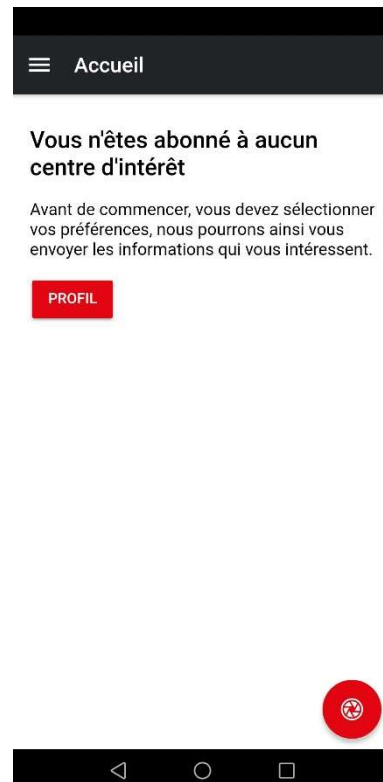 Accueil
Vous n'êtes abonné à aucun
centre d'intérêt
Avant de commencer, vous devez sélectionner
vos préférences, nous pourrons ainsi vous
envoyer les informations qui vous intéressent.
PROFIL